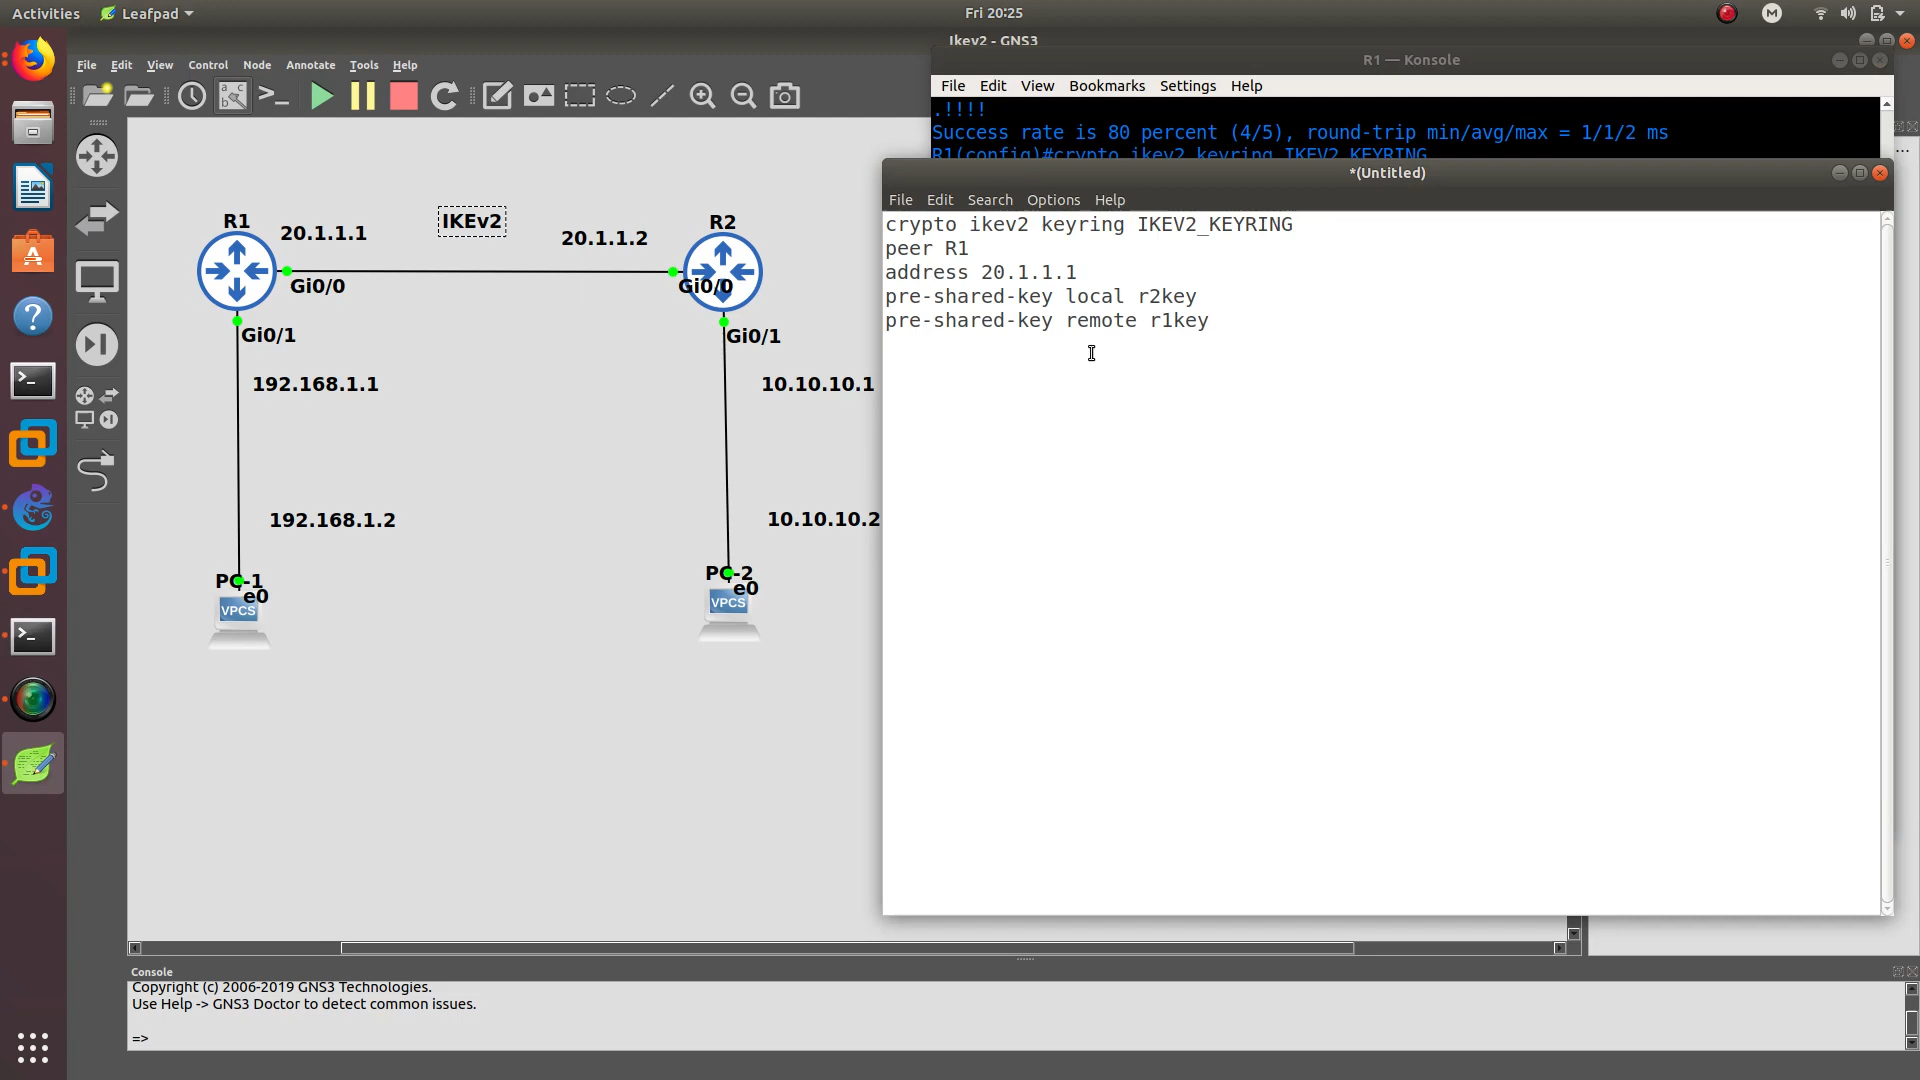 Activities
Leafpad
Fri 20:25
M
Ikev2 - GNS3
File Edit View Control Node Annotate Tools Help
R1 — Konsole
File Edit View Bookmarks Settings Help
.!!!!
Success rate is 80 percent (4/5), round-trip min/avg/max = 1/1/2 ms
R1(config)#crypto ikev2 keyring IKEV2_KEYRING
*(Untitled)
File Edit Search Options Help
crypto ikev2 keyring IKEV2_KEYRING
peer R1
address 20.1.1.1
pre-shared-key local r2key
pre-shared-key remote r1key
R1
20.1.1.1
IKEv2
20.1.1.2
R2
Gi0/0
Gi0/0
Gi0/1
Gi0/1
192.168.1.1
10.10.10.1
192.168.1.2
10.10.10.2
PC-1
e0
VPCS
PC-2
e0
VPCS
Console
Copyright (c) 2006-2019 GNS3 Technologies.
Use Help -> GNS3 Doctor to detect common issues.
=>